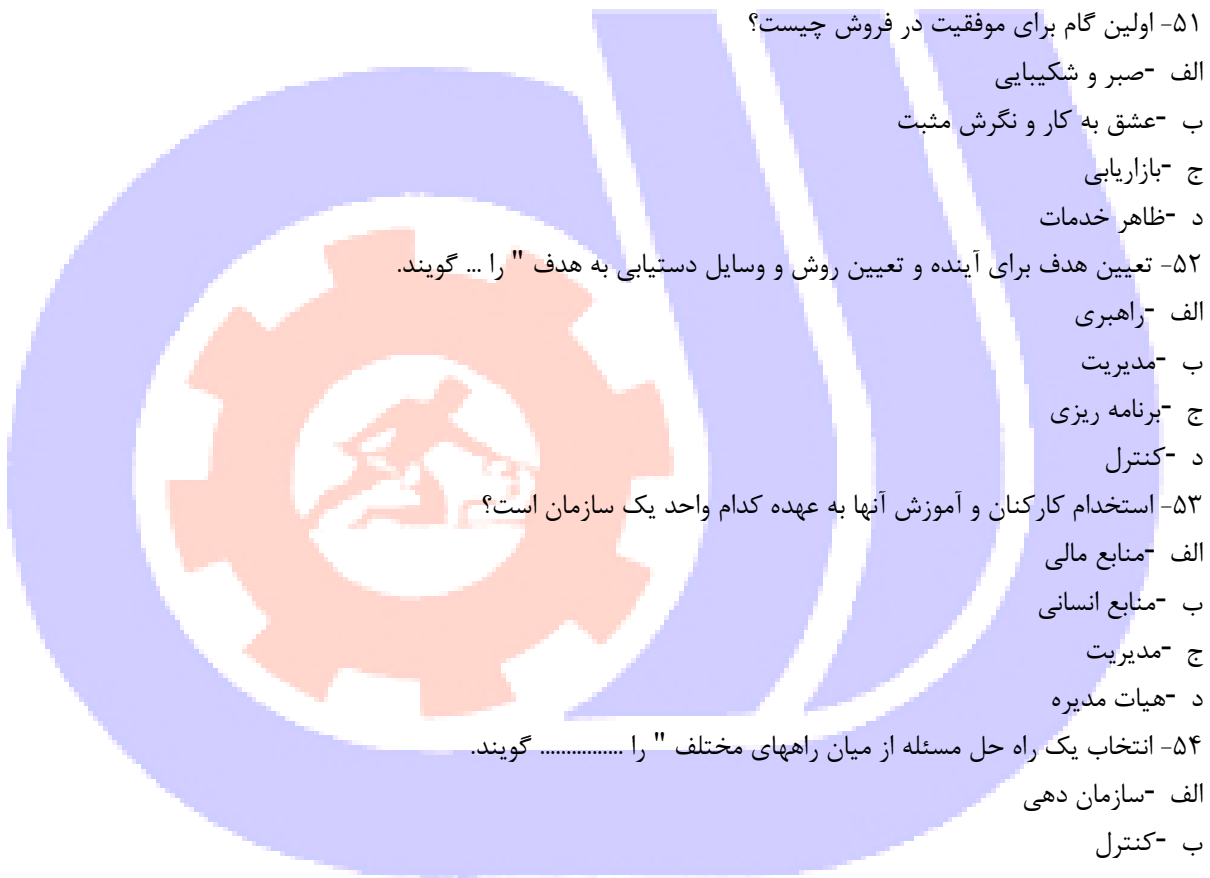 ۵۱- اولین گام برای موفقیت در فروش چیست؟
الف -صبر و شکیبایی
ب -عشق به کار و نگرش مثبت
ج -بازاریابی
د -ظاهر خدمات
۵۲- تعیین هدف برای آینده و تعیین روش و وسایل دستیابی به هدف " را ... گویند.
الف -راهبری
ب -مدیریت
ج -برنامه ریزی
د -کنترل
۵۳- استخدام کارکنان و آموزش آنها به عهده کدام واحد یک سازمان است؟
الف -منابع مالی
ب -منابع انسانی
ج -مدیریت
د -هیات مدیره
۵۴- انتخاب یک راه حل مسئله از میان راههای مختلف " را ............... گویند.
الف -سازمان دهی
ب -کنترل